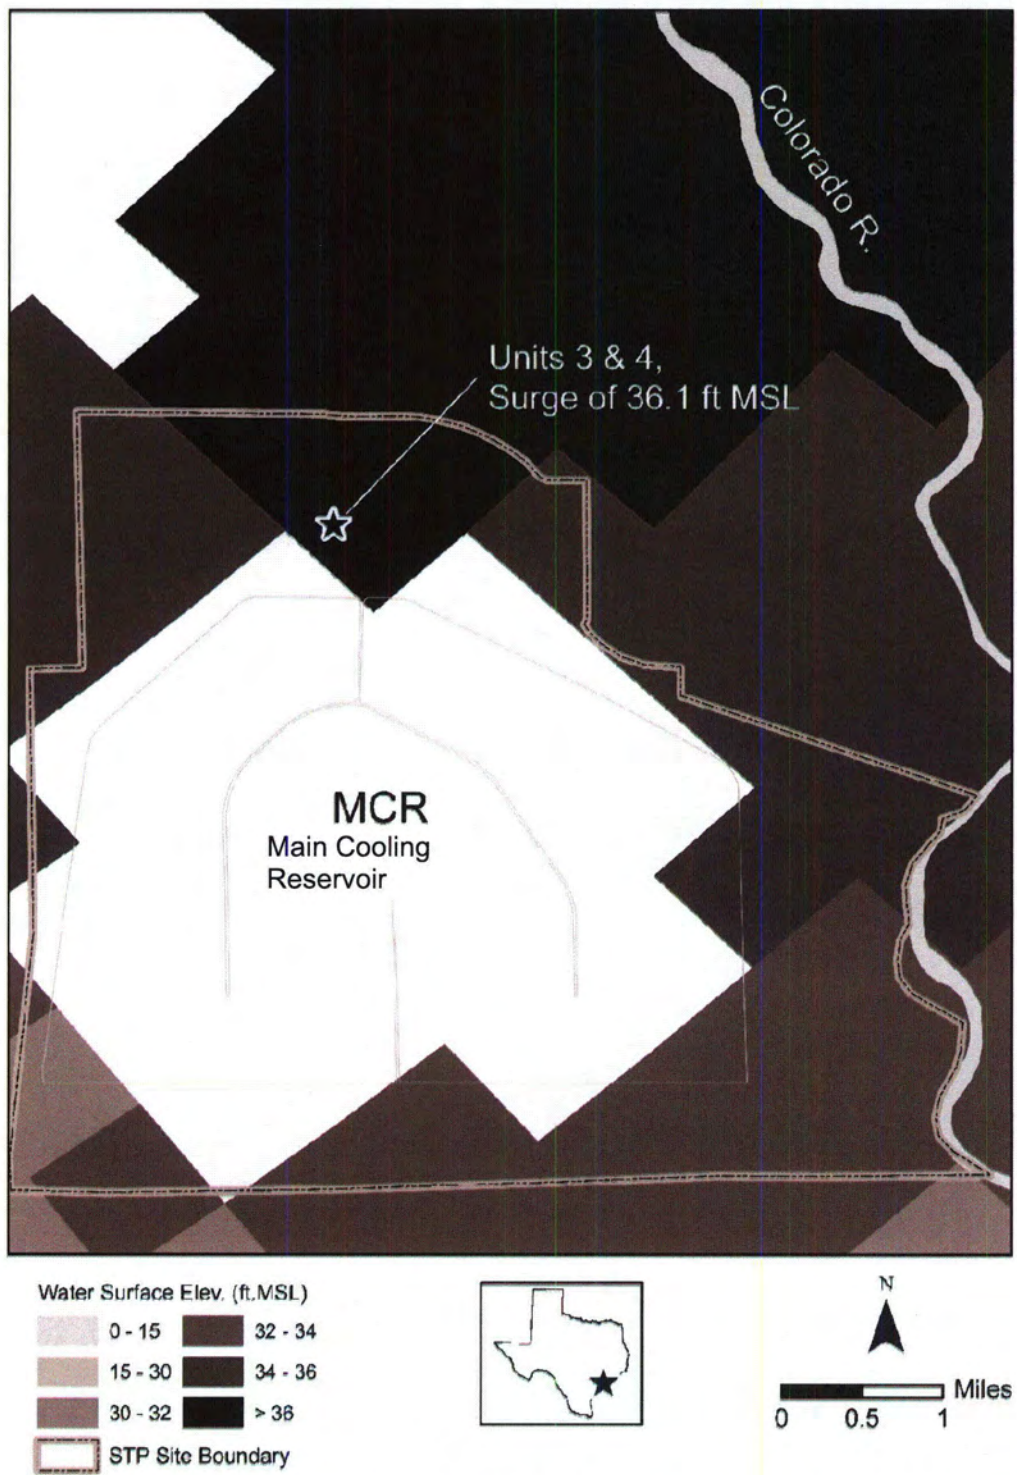 Colorado R.
Units 3 & 4,
Surge of 36.1 ft MSL
MCR
Main Cooling
Reservoir
Water Surface Elev. (ft.MSL)
0 - 15
32 - 34
15 - 30
34 - 36
30 - 32
> 36
STP Site Boundary
N
Miles
0 0.5 1